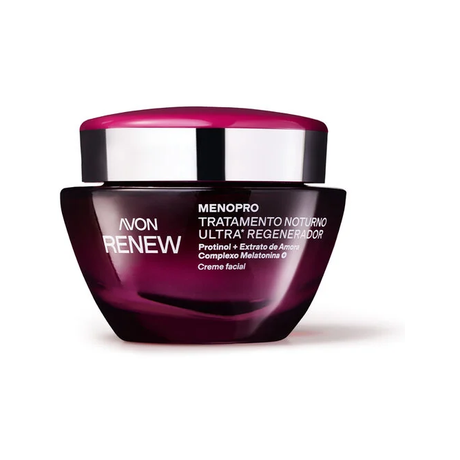 AVON
RENEW
MENOPRO
TRATAMENTO NOTURNO
ULTRA* REGENERADOR
Protinol + Extrato de Amora
Complexo Melatonina
Creme facial